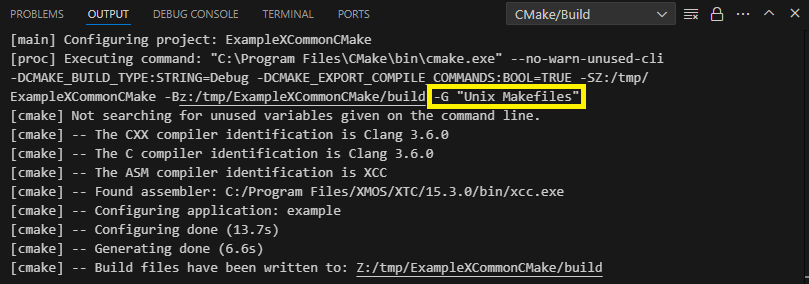 PROBLEMS OUTPUT DEBUG CONSOLE TERMINAL PORTS CMake/Build
[main] Configuring project: ExampleXCommonCMake
[proc] Executing command: "C:\Program Files\CMake\bin\cmake.exe" --no-warn-unused-cli
-DCMAKE_BUILD_TYPE:STRING=Debug -DCMAKE_EXPORT_COMPILE_COMMANDS:BOOL=TRUE -SZ:/tmp/
ExampleXCommonCMake -Bz:/tmp/ExampleXCommonCMake/build -G "Unix Makefiles"
[cmake] Not searching for unused variables given on the command line.
[cmake] -- The CXX compiler identification is Clang 3.6.0
[cmake] -- The C compiler identification is Clang 3.6.0
[cmake] -- The ASM compiler identification is XCC
[cmake] -- Found assembler: C:/Program Files/XMOS/XTC/15.3.0/bin/xcc.exe
[cmake] -- Configuring application: example
[cmake] -- Configuring done (13.7s)
[cmake] -- Generating done (6.6s)
[cmake] -- Build files have been written to: Z:/tmp/ExampleXCommonCMake/build